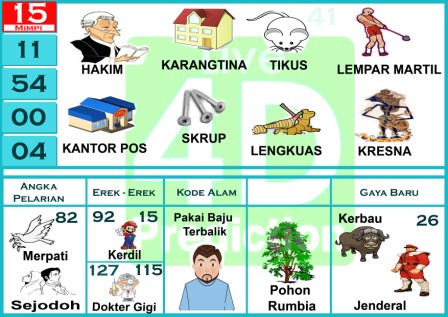 15
MIMPI
41
11
54
00
04
HAKIM
KARANGTINA
TIKUS
LEMPAR MARTIL
KANTOR POS
SKRUP
LENGKUAS
KRESNA
Live
4D
Prediction
ANGKA PELARIAN
EREK - EREK
KODE ALAM
GAYA BARU
82
Merpati
Sejodoh
92 15
Kerdil
127 115
Dokter Gigi
Pakai Baju
Terbalik
Pohon
Rumbia
Kerbau
26
Jenderal